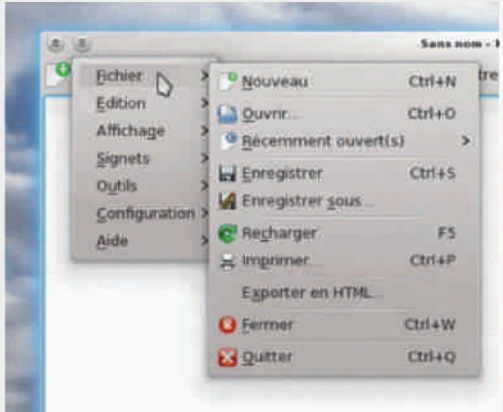 Sans nom -
Fichier
Edition
Affichage
Signets
Outils
Configuration
Aide
Nouveau Ctrl+N
Ouvrir... Ctrl+O
Récemment ouvert(s)
Enregistrer Ctrl+S
Enregistrer sous...
Recharger F5
Imprimer... Ctrl+P
Exporter en HTML...
Fermer Ctrl+W
Quitter Ctrl+Q